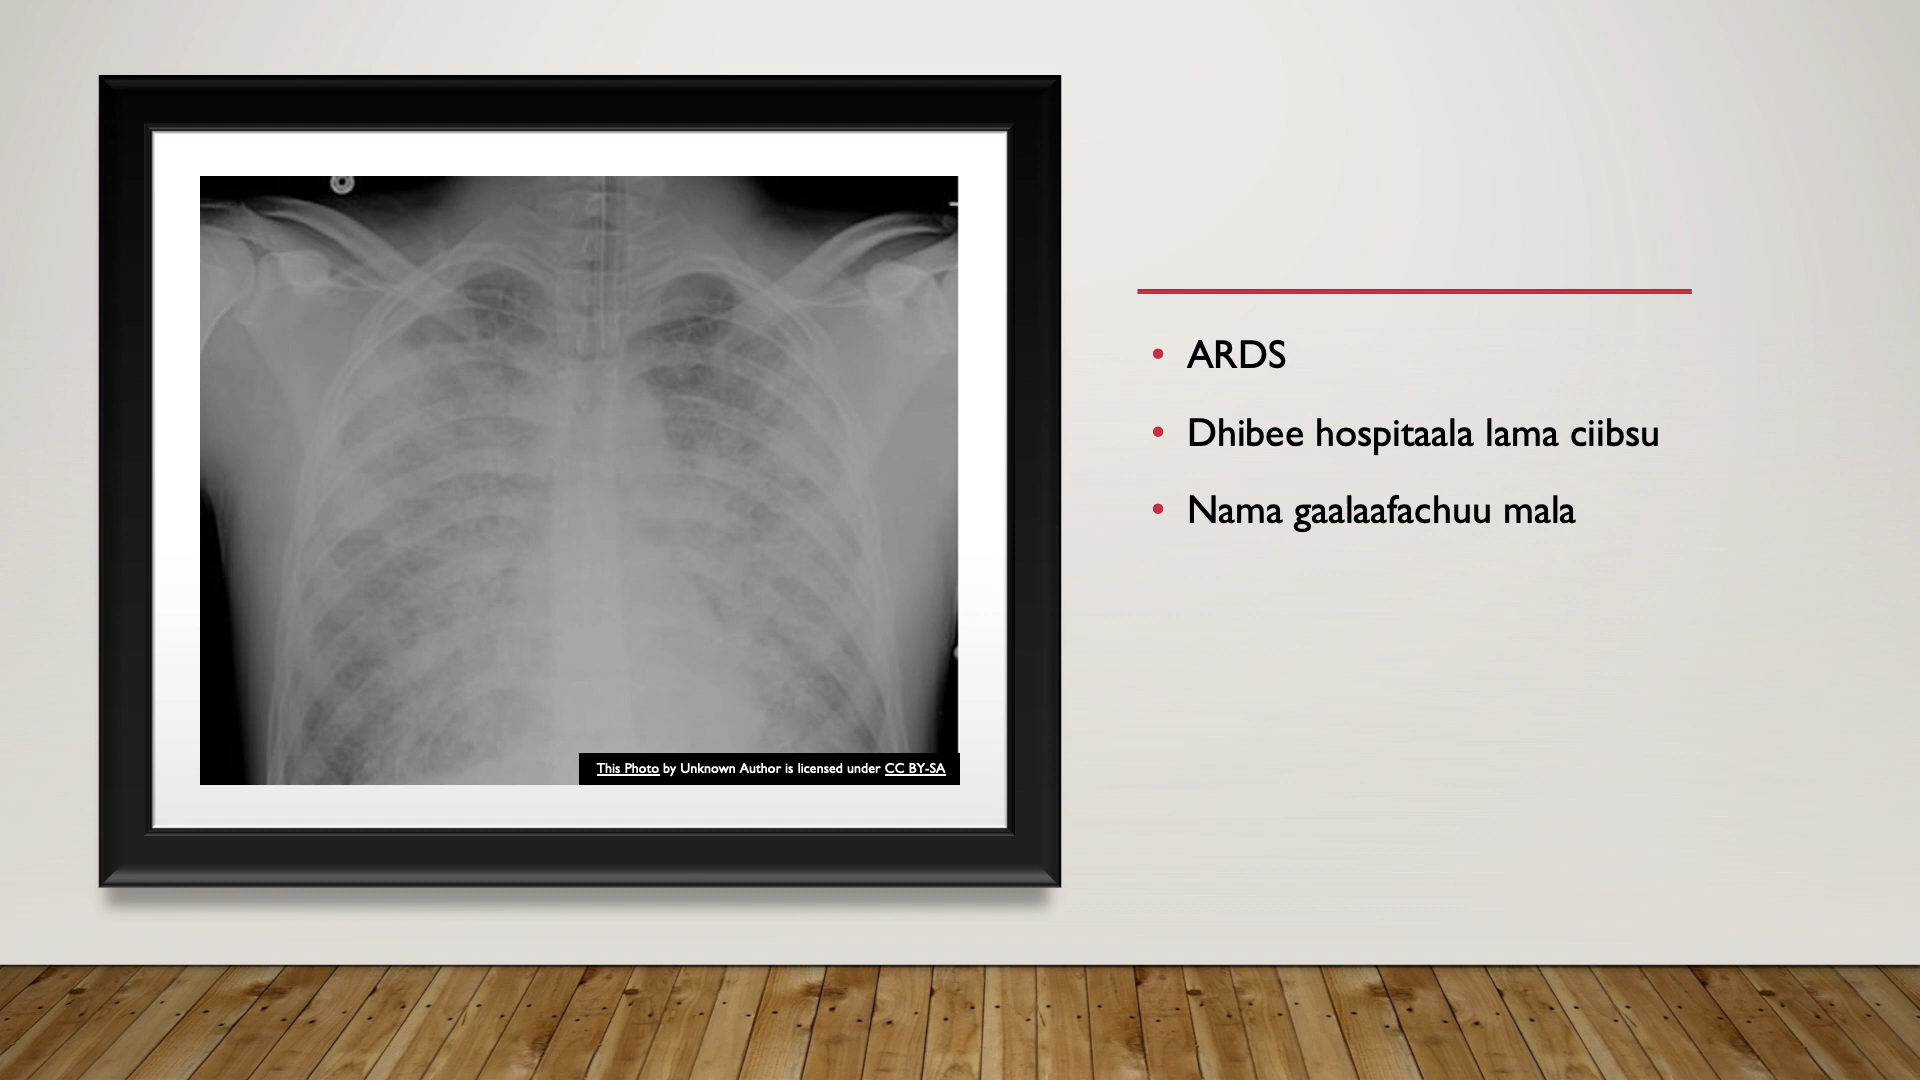 ARDS
Dhibee hospitaala lama ciibsu
Nama gaalaafachuu mala
This Photo by Unknown Author is licensed under CC BY-SA